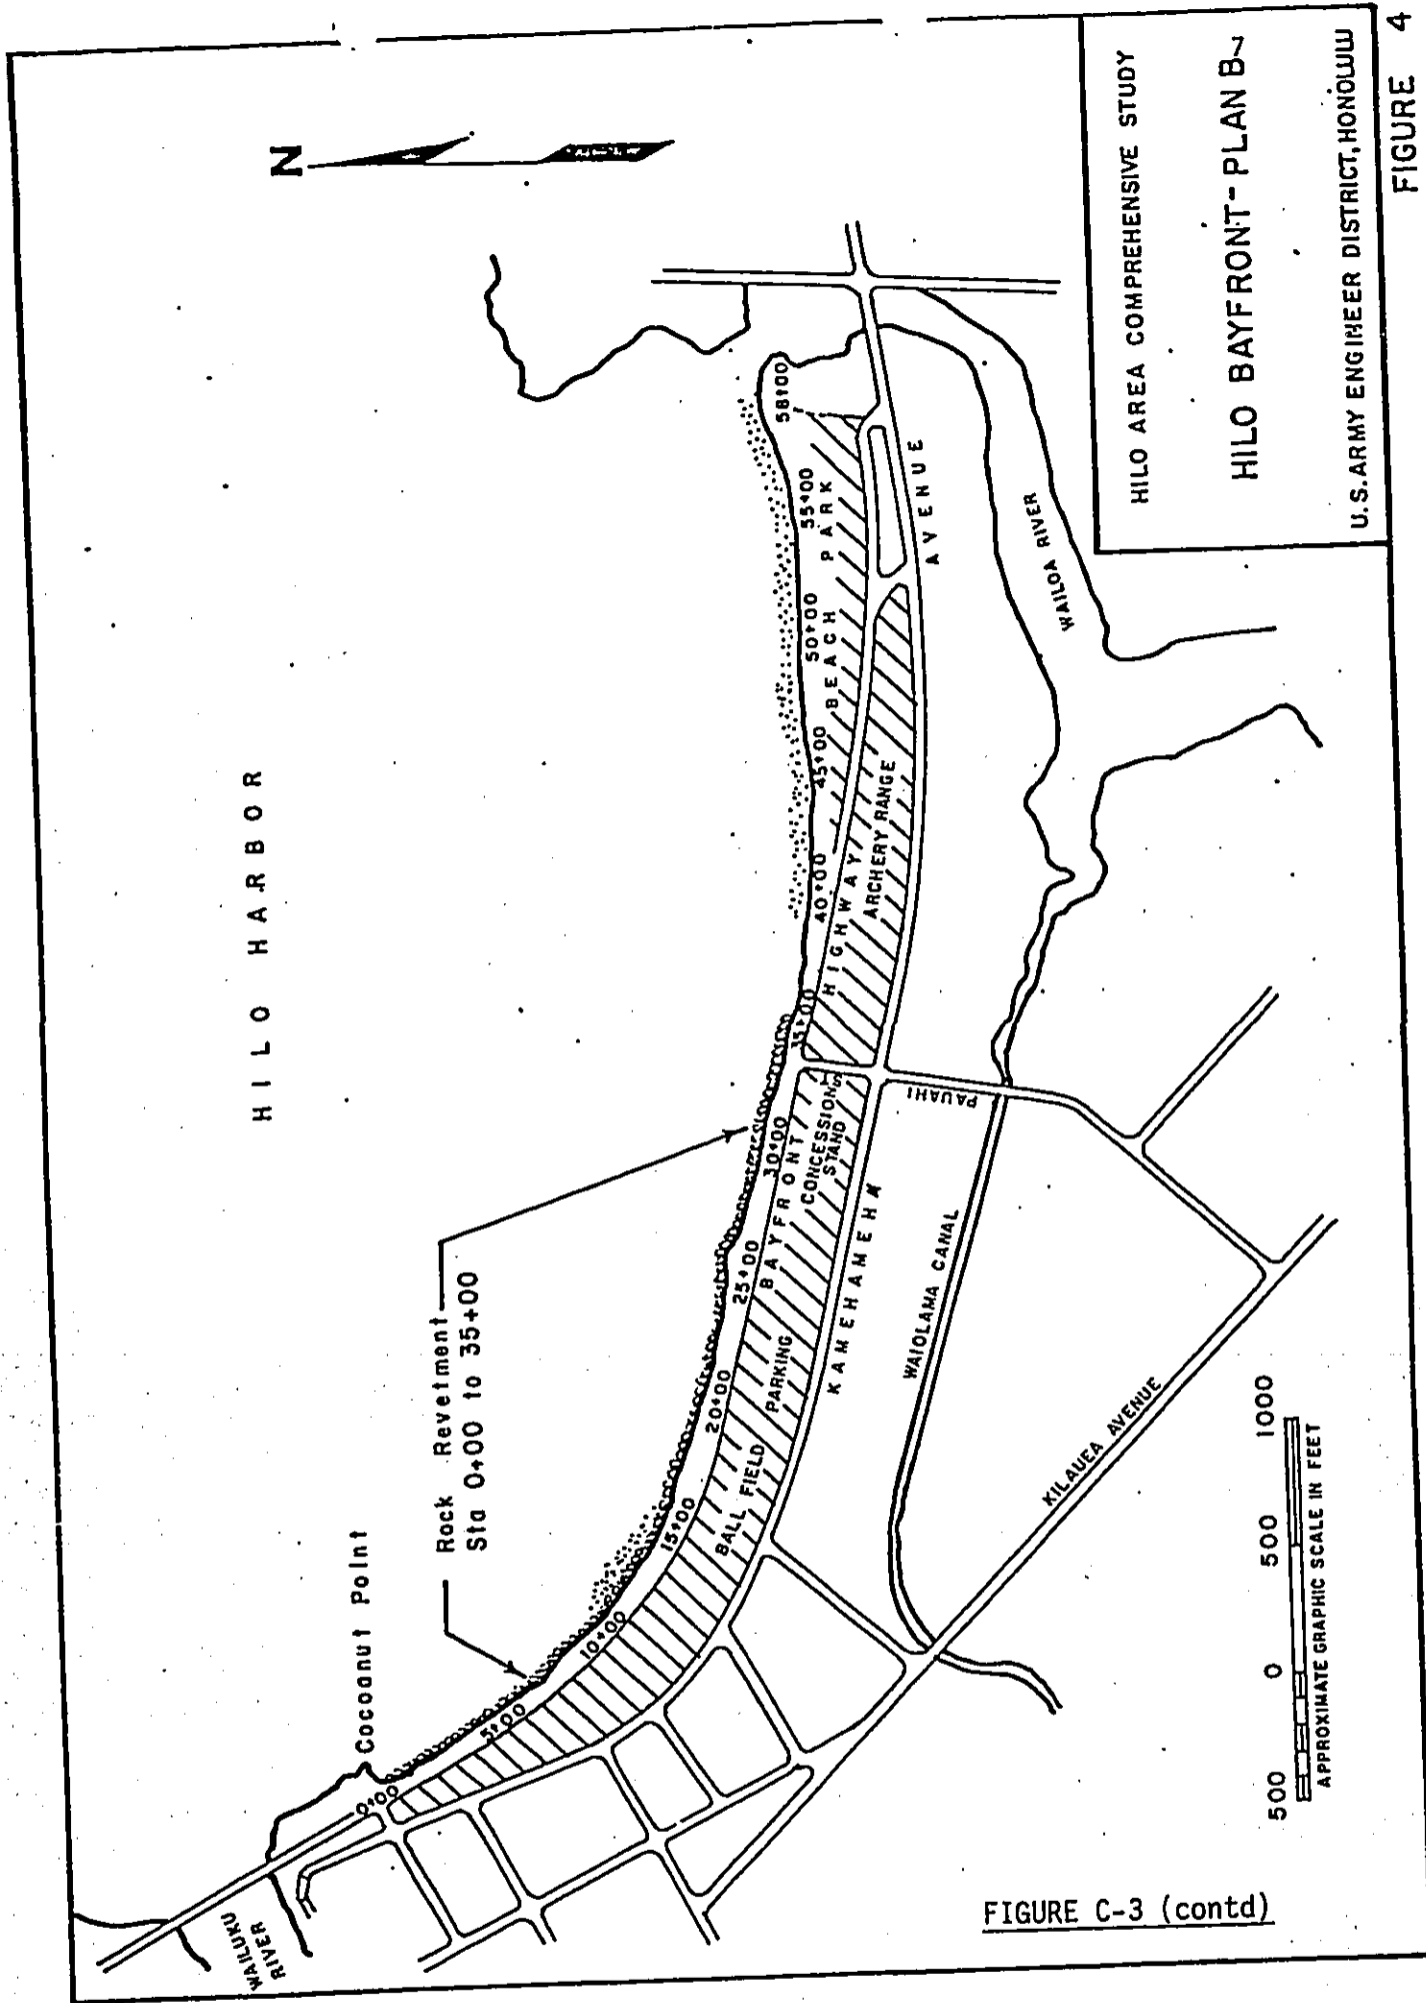 N
HILO HARBOR
Cocoanut Point
Rock Revetment
Sta 0+00 to 35+00
WAILUKU
RIVER
0+00
5+00
10+00
15+00
20+00
25+00
30+00
35+00
40+00
45+00
50+00
55+00
58+00
BEACH PARK
BAYFRONT HIGHWAY
BALL FIELD
PARKING
CONCESSION
STAND
ARCHERY RANGE
KAMEHAMEHA AVENUE
PAUAHI
ST
WAIOLAMA CANAL
WAILOA RIVER
KILAUEA AVENUE
500 0 500 1000
APPROXIMATE GRAPHIC SCALE IN FEET
HILO AREA COMPREHENSIVE STUDY
HILO BAYFRONT-PLAN B-7
U.S. ARMY ENGINEER DISTRICT, HONOLULU
FIGURE 4
FIGURE C-3 (contd)